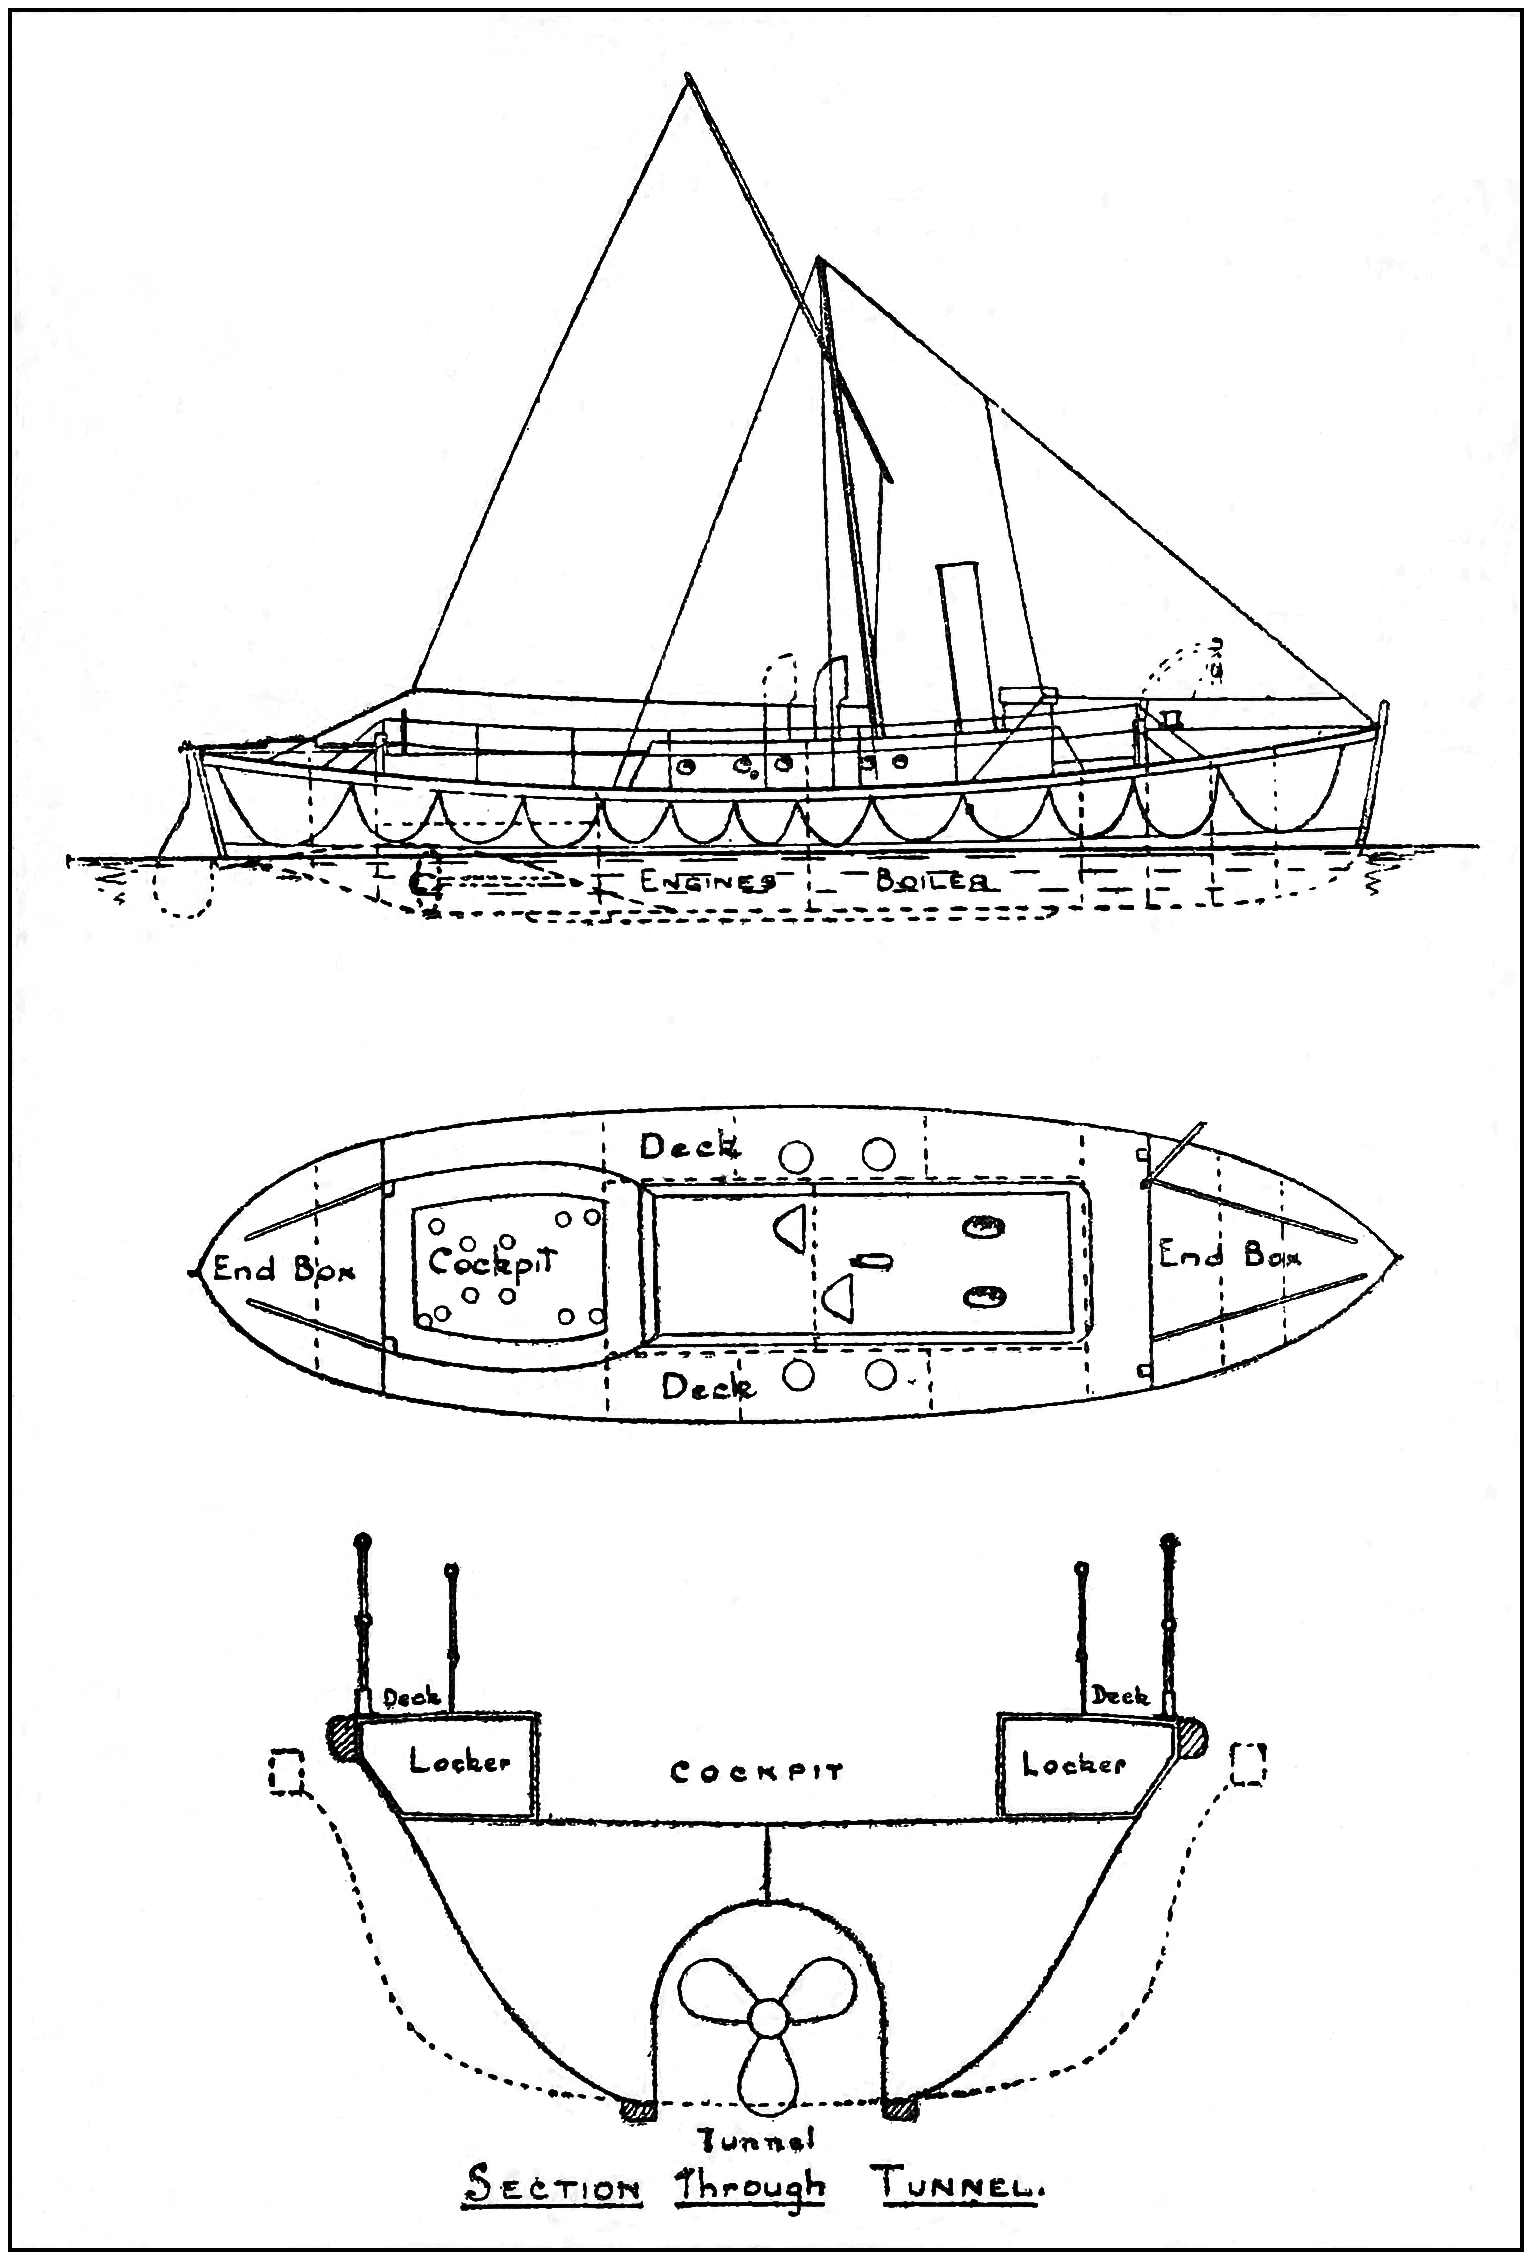 ENGINES BOILER
Deck
End Box Cockpit End Box
Deck
Deck Deck
Locker COCKPIT Locker
Tunnel
SECTION Through TUNNEL.